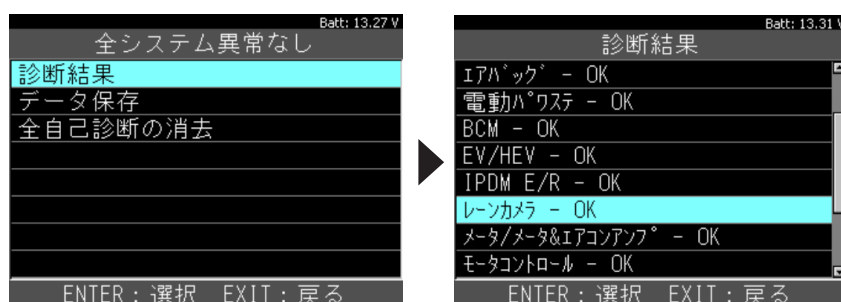 Batt: 13.27 V
全システム異常なし
診断結果
データ保存
全自己診断の消去
ENTER：選択 EXIT：戻る
Batt: 13.31 V
診断結果
ｴｱﾊﾞｯｸﾞ - OK
電動ﾊﾟﾜｽﾃ - OK
BCM - OK
EV/HEV - OK
IPDM E/R - OK
ﾚｰﾝｶﾒﾗ - OK
ﾒｰﾀ/ﾒｰﾀ&ｴｱｺﾝｱﾝﾌﾟ - OK
ﾓｰﾀｺﾝﾄﾛｰﾙ - OK
ENTER：選択 EXIT：戻る